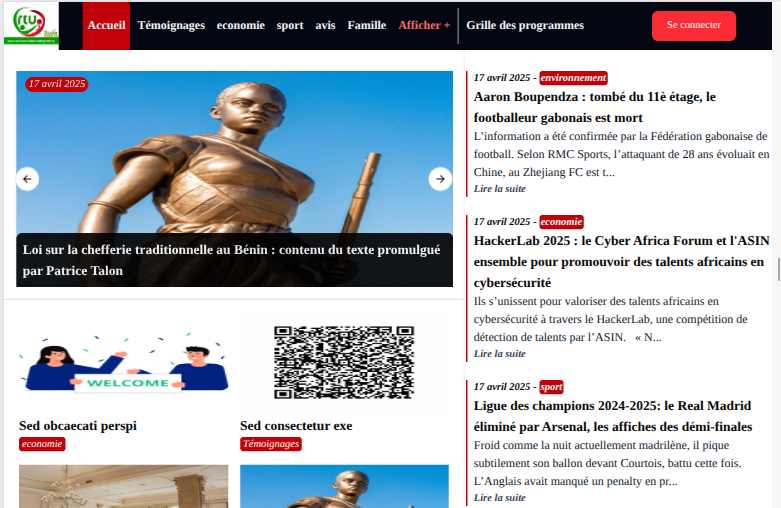 rtu
Accueil Témoignages economie sport avis Famille Afficher + Grille des programmes Se connecter
17 avril 2025
Loi sur la chefferie traditionnelle au Bénin : contenu du texte promulgué
par Patrice Talon
WELCOME
Sed obcaecati perspi
economie
Sed consectetur exe
Témoignages
17 avril 2025 - environnement
Aaron Boupendza : tombé du 11è étage, le
footballeur gabonais est mort
L’information a été confirmée par la Fédération gabonaise de
football. Selon RMC Sports, l’attaquant de 28 ans évoluait en
Chine, au Zhejiang FC est t...
Lire la suite
17 avril 2025 - economie
HackerLab 2025 : le Cyber Africa Forum et l'ASIN
ensemble pour promouvoir des talents africains en
cybersécurité
Ils s’unissent pour valoriser des talents africains en
cybersécurité à travers le HackerLab, une compétition de
détection de talents par l’ASIN. « N...
Lire la suite
17 avril 2025 - sport
Ligue des champions 2024-2025: le Real Madrid
éliminé par Arsenal, les affiches des démi-finales
Froid comme la nuit actuellement madrilène, il pique
subtilement son ballon devant Courtois, battu cette fois.
L’Anglais avait manqué un penalty en pr...
Lire la suite